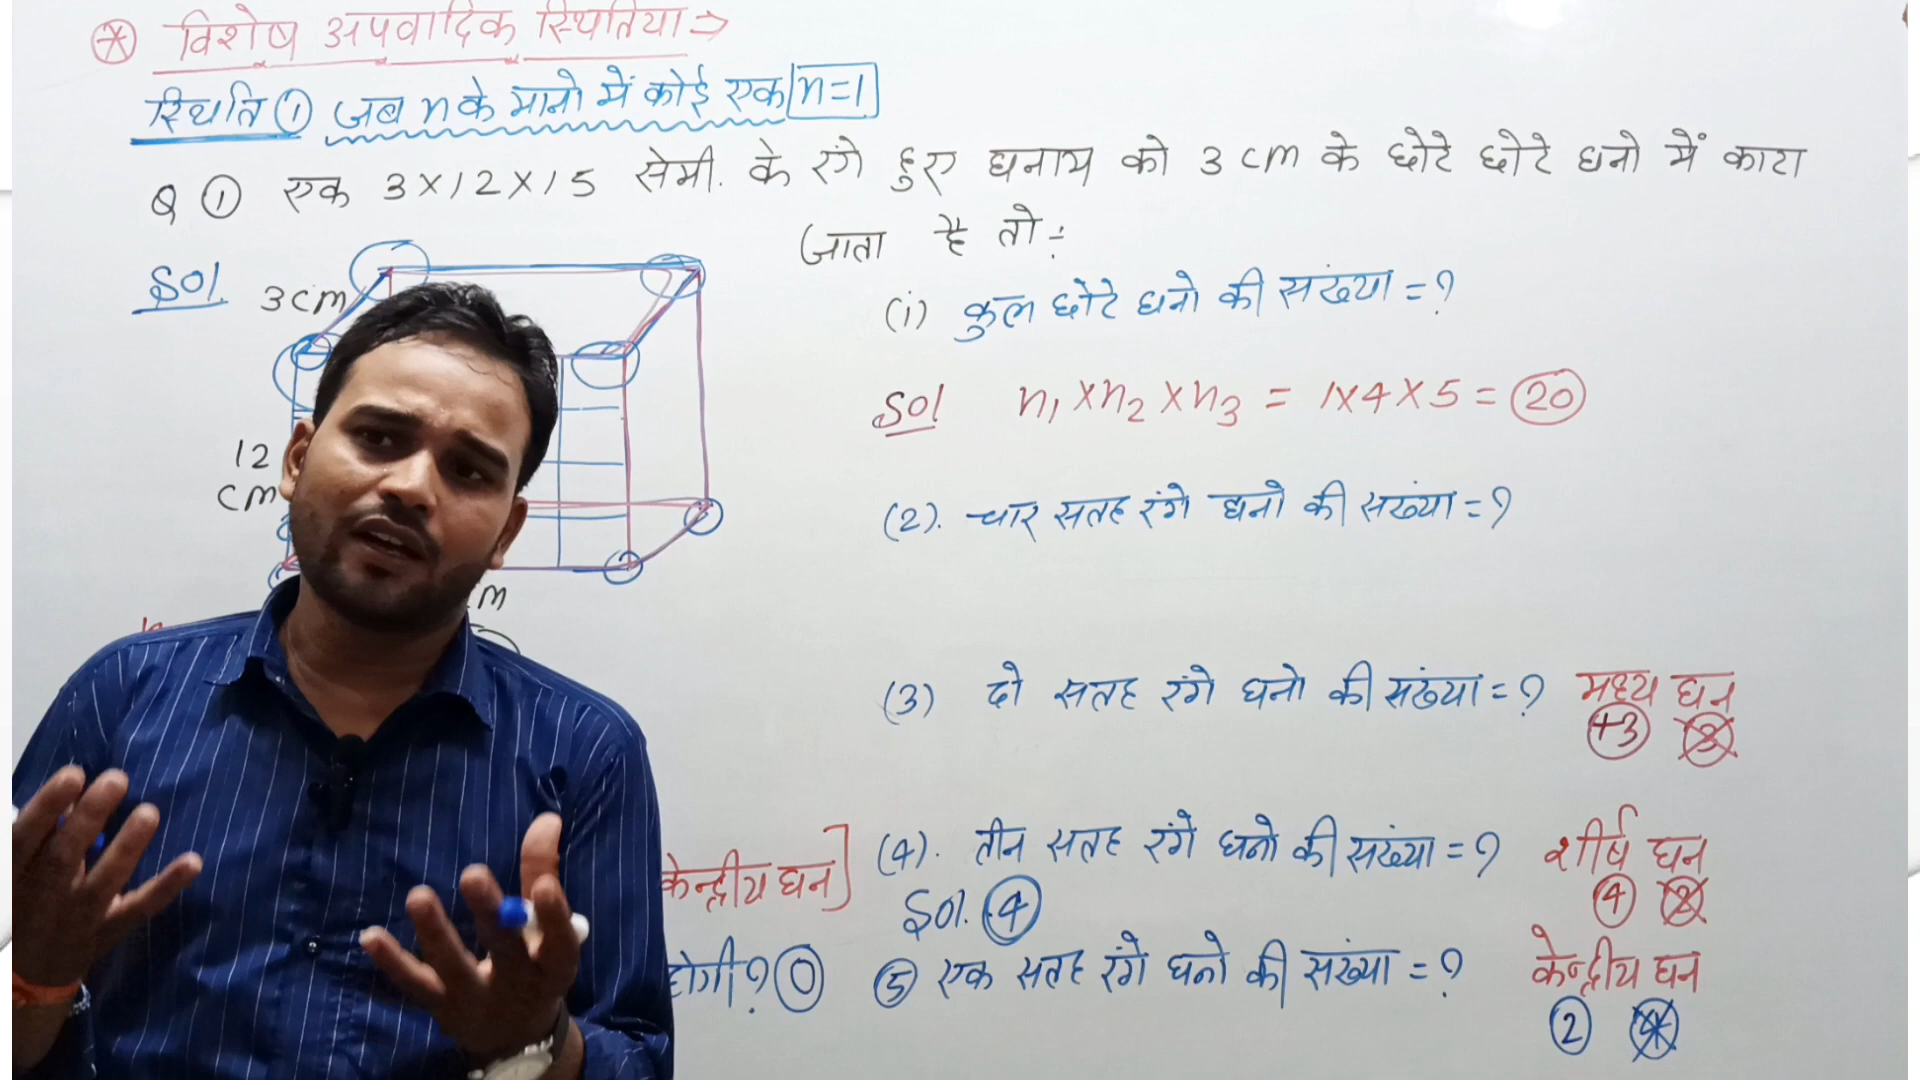 * विशेष अपवादिक स्थितिया ⇒
स्थिति ① जब n के मानो में कोई एक n=1
Q ① एक 3×12×15 सेमी. के रंगे हुए घनाभ को 3 cm के छोटे छोटे घनो में काटा
जाता है तो ÷
Sol
3cm
12
cm
(i) कुल छोटे घनो की संख्या = ?
Sol n₁ × n₂ × n₃ = 1×4×5 = 20
(2). चार सतह रंगे घनो की सख्ंया = ?
(3) दो सतह रंगे घनो की संख्या = ? मध्य घन
+3 3
केन्द्रीय घन]
(4). तीन सतह रंगे घनो की संख्या = ? शीर्ष घन
Sol. 4
4
होगी ? 0
⑤ एक सतह रंगे घनो की संख्या = ? केन्द्रीय घन
2